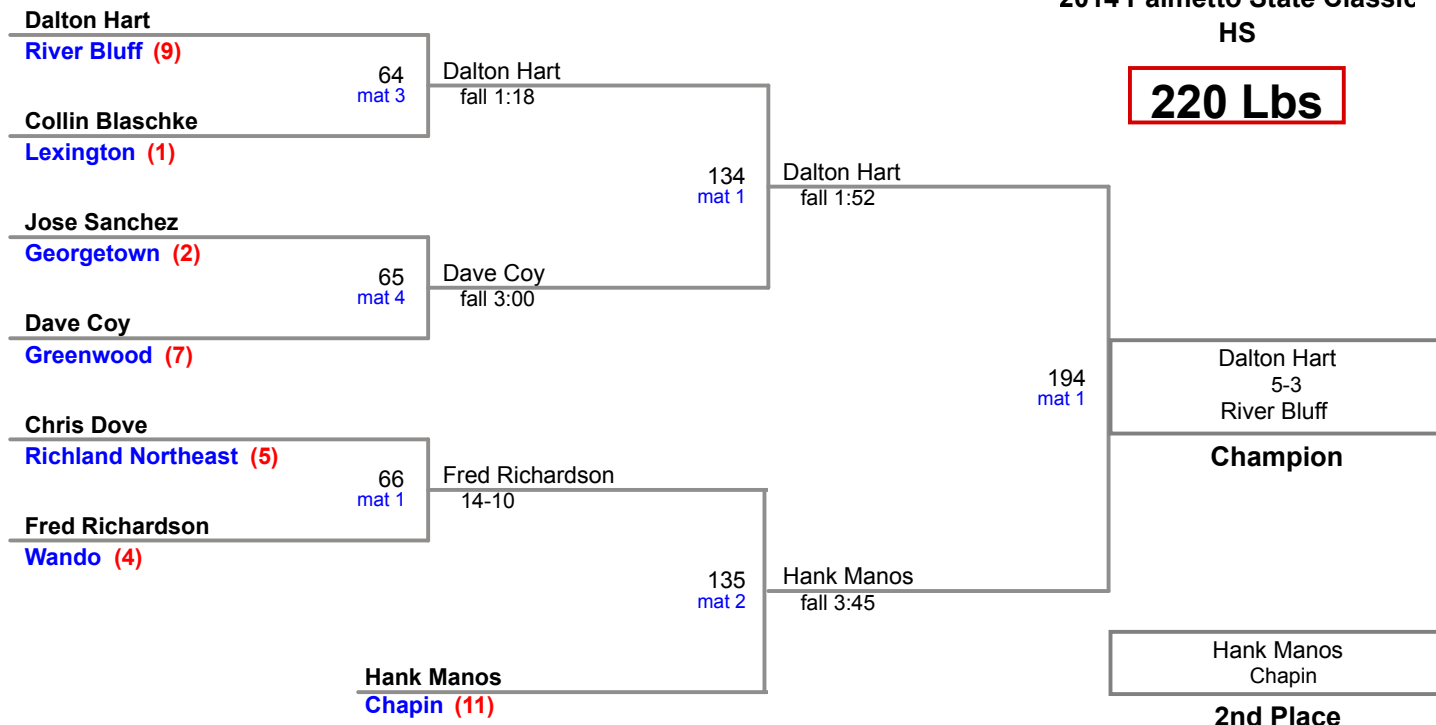 2014 Palmetto State Classic
HS
220 Lbs
Dalton Hart
River Bluff (9)
64
mat 3
Dalton Hart
fall 1:18
Collin Blaschke
Lexington (1)
134
mat 1
Dalton Hart
fall 1:52
Jose Sanchez
Georgetown (2)
65
mat 4
Dave Coy
fall 3:00
Dave Coy
Greenwood (7)
194
mat 1
Dalton Hart
5-3
River Bluff
Champion
Chris Dove
Richland Northeast (5)
66
mat 1
Fred Richardson
14-10
Fred Richardson
Wando (4)
135
mat 2
Hank Manos
fall 3:45
Hank Manos
Chapin (11)
Hank Manos
Chapin
2nd Place